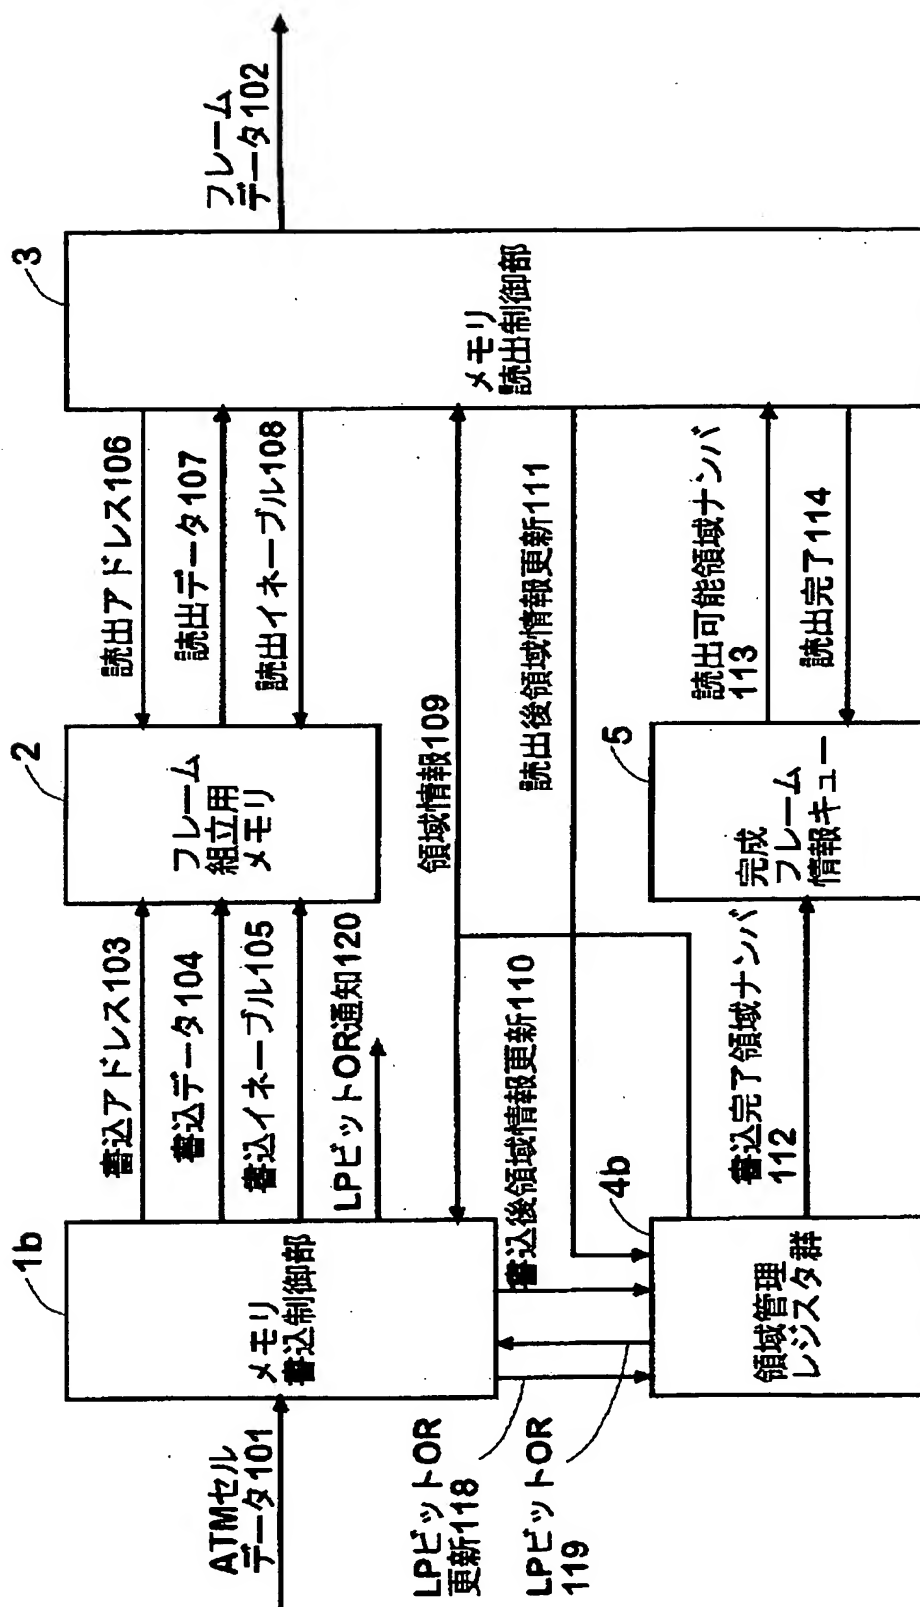 ATMセル
データ101
1b
メモリ
書込制御部
書込アドレス103
書込データ104
書込イネーブル105
LPビットOR通知120
2
フレーム
組立用
メモリ
読出アドレス106
読出データ107
読出イネーブル108
3
メモリ
読出制御部
フレーム
データ102
領域情報109
書込後領域情報更新110
読出後領域情報更新111
LPビットOR
更新118
LPビットOR
119
4b
領域管理
レジスタ群
書込完了領域ナンバ
112
5
完成
フレーム
情報キュー
読出可能領域ナンバ
113
読出完了114